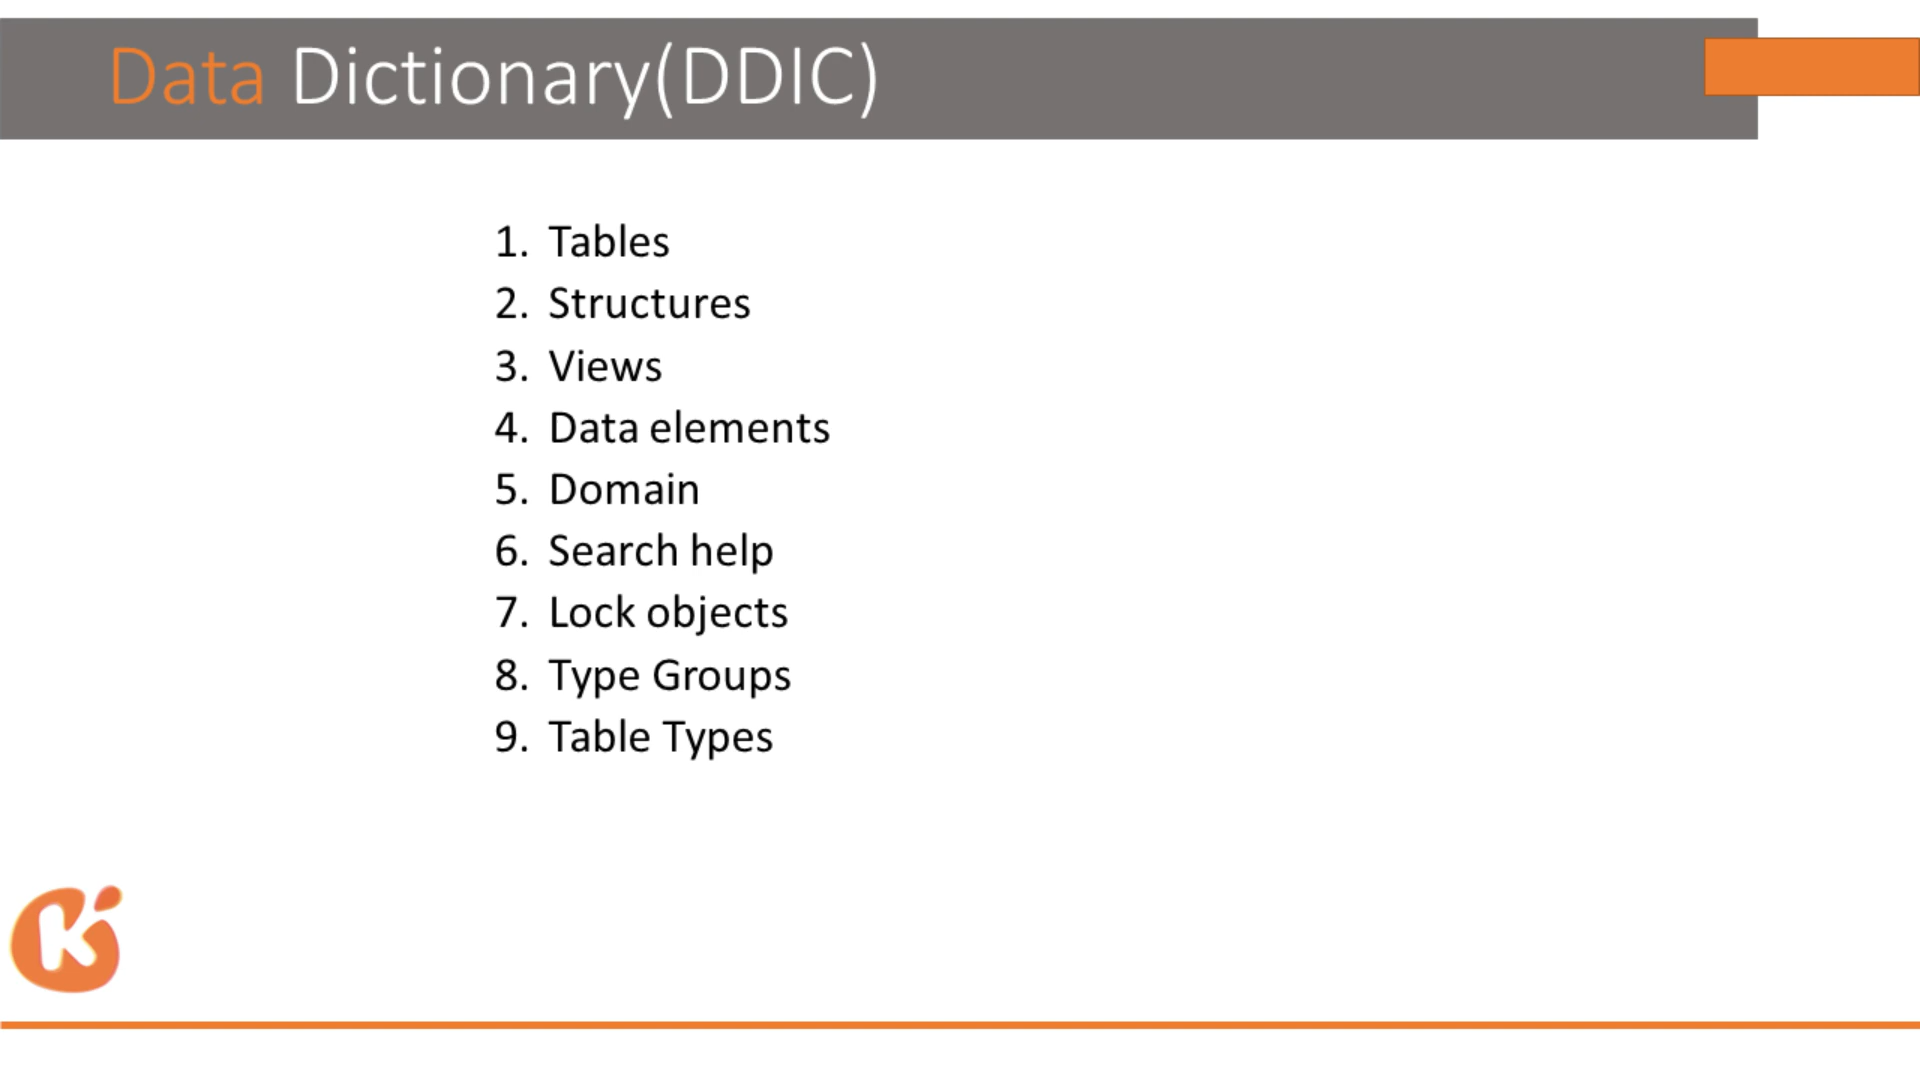 Data Dictionary(DDIC)
1. Tables
2. Structures
3. Views
4. Data elements
5. Domain
6. Search help
7. Lock objects
8. Type Groups
9. Table Types
K